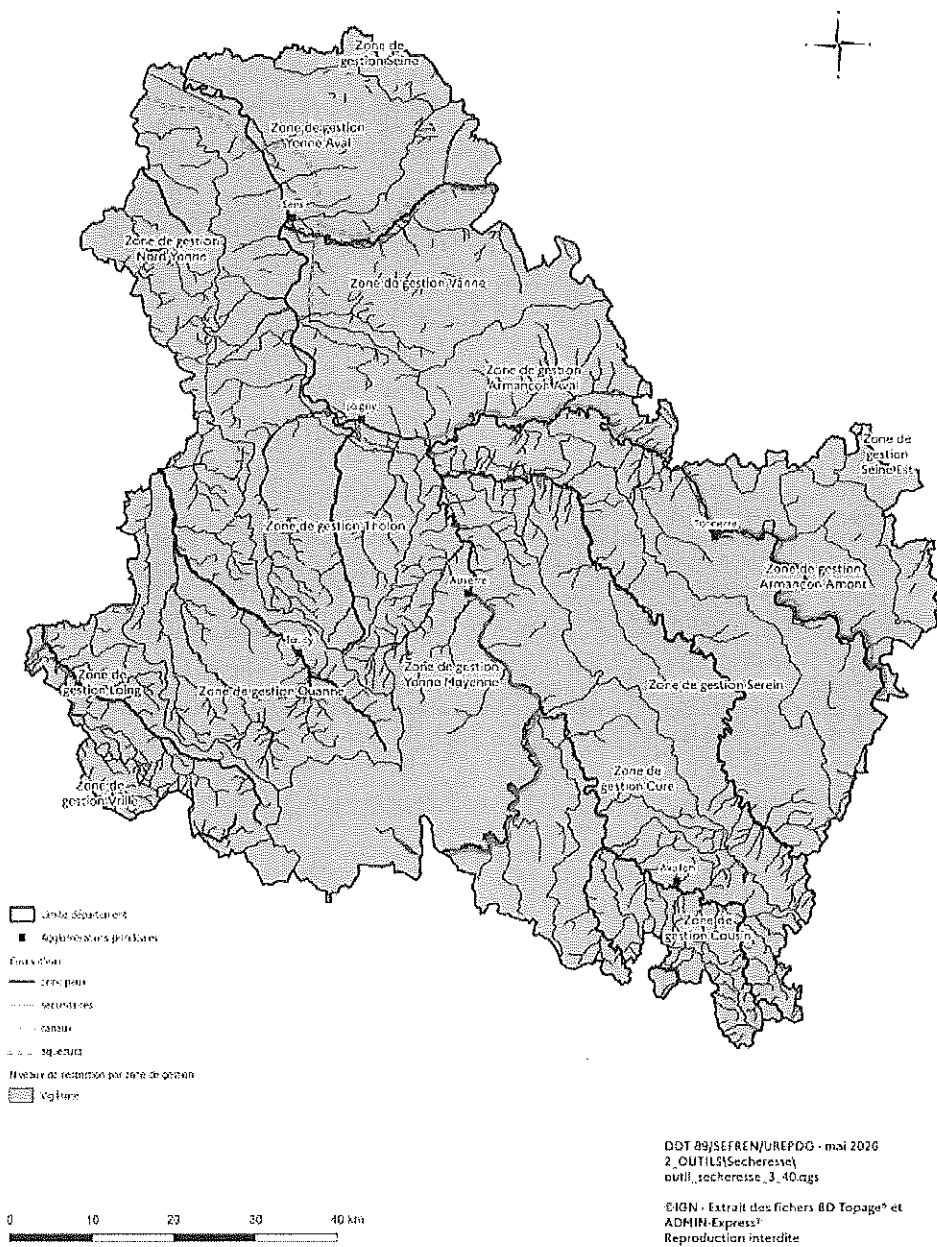 Zone de
gestion Seine
Zone de gestion
Yonne Aval
Sens
Zone de gestion
Nord Yonne
Zone de gestion Vanne
Zone de gestion
Armançon Aval
Joigny
Zone de
gestion
Seine Est
Zone de gestion Tholon
Tonnerre
Zone de gestion
Armançon Amont
Auxerre
Zone de gestion
Yonne Moyenne
Zone de
gestion Loing
Zone de gestion Ouanne
Zone de gestion Serein
Zone de
gestion Vrille
Zone de
gestion Cure
Avallon
Zone de
gestion Cousin
Limite département
Agglomérations principales
Cours d'eau
principaux
secondaires
canaux
aqueducs
Niveaux de restriction par zone de gestion
Vigilance
DDT 89/SEFREN/UREPDG - mai 2026
2_OUTILS\Secheresse\
outil_secheresse_3_40.qgs
©IGN - Extrait des fichiers BD Topage® et
ADMIN-Express®
Reproduction interdite
0 10 20 30 40 km